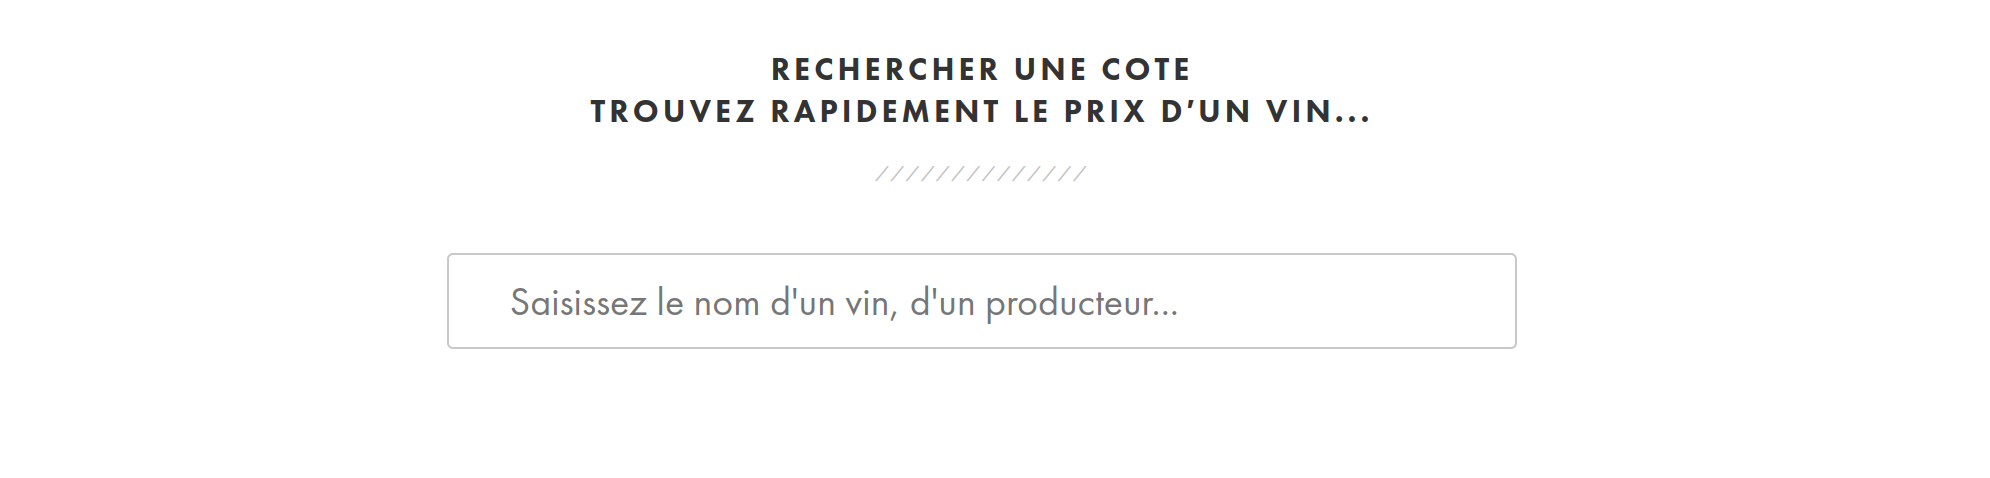 RECHERCHER UNE COTE
TROUVEZ RAPIDEMENT LE PRIX D’UN VIN...
//////////////
Saisissez le nom d'un vin, d'un producteur...